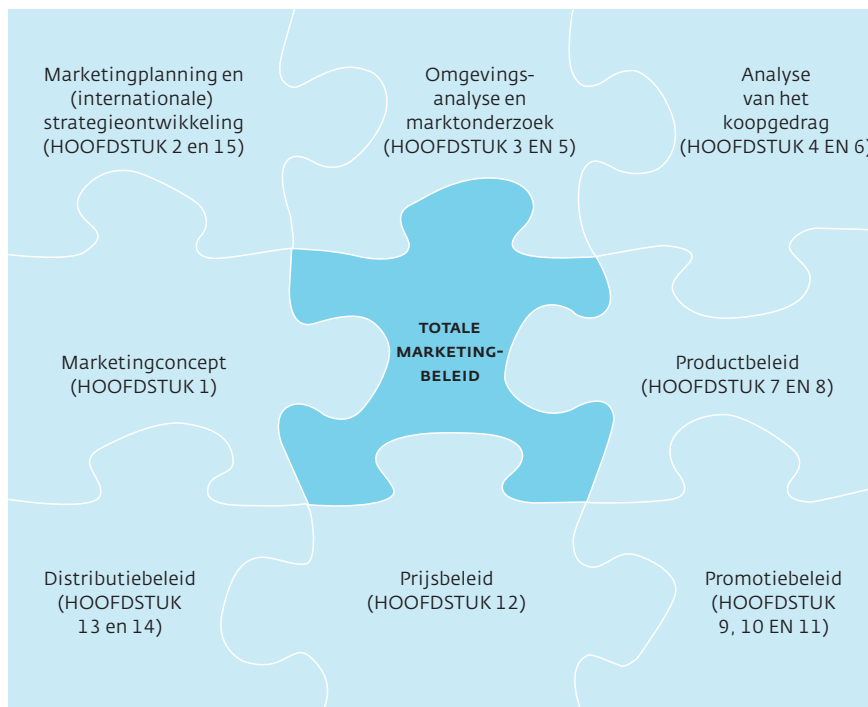 Marketingplanning en
(internationale)
strategieontwikkeling
(HOOFDSTUK 2 en 15)
Omgevings-
analyse en
marktonderzoek
(HOOFDSTUK 3 EN 5)
Analyse
van het
koopgedrag
(HOOFDSTUK 4 EN 6)
Marketingconcept
(HOOFDSTUK 1)
TOTALE
MARKETING-
BELEID
Productbeleid
(HOOFDSTUK 7 EN 8)
Distributiebeleid
(HOOFDSTUK
13 en 14)
Prijsbeleid
(HOOFDSTUK 12)
Promotiebeleid
(HOOFDSTUK
9, 10 EN 11)